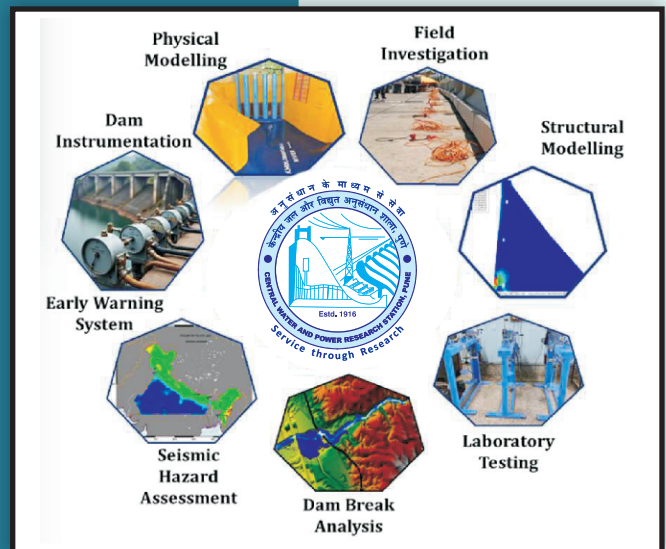 Physical
Modelling
Field
Investigation
Dam
Instrumentation
Structural
Modelling
अनुसंधान के माध्यम से सेवा
केन्द्रीय जल और विद्युत अनुसंधान शाला, पुणे
CENTRAL WATER AND POWER RESEARCH STATION, PUNE
Estd. 1916
Service through Research
Early Warning
System
Seismic
Hazard
Assessment
Dam Break
Analysis
Laboratory
Testing